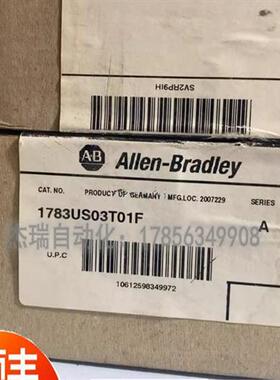 SV2RP9IH
AB Allen-Bradley
CAT. NO. PRODUCT OF GEAMANY MFG.LOC. 2007229 SERIES
1783US03T01F A
杰瑞自动化：17856349908
U.P.C
10612598349972